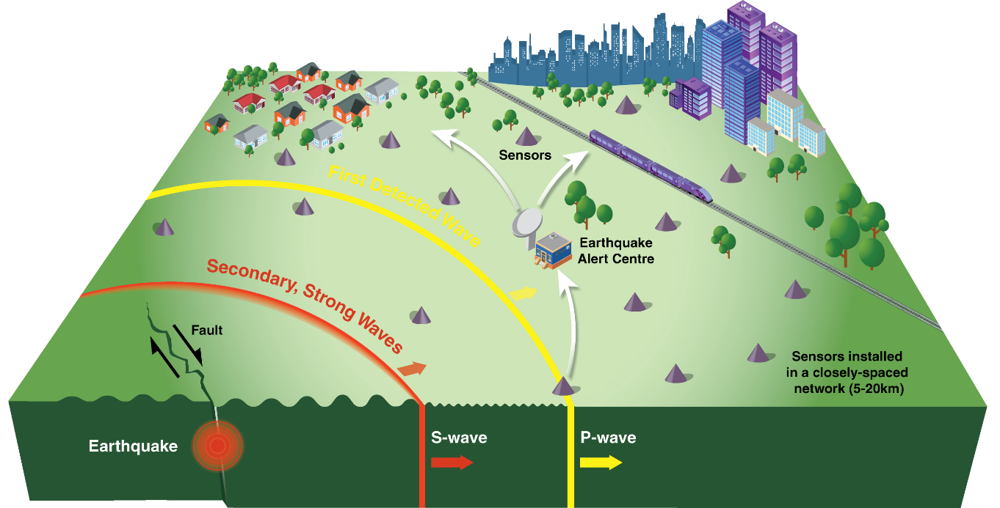 Sensors
First Detected Wave
Earthquake
Alert Centre
Secondary, Strong Waves
Fault
Sensors installed
in a closely-spaced
network (5-20km)
Earthquake
S-wave
P-wave